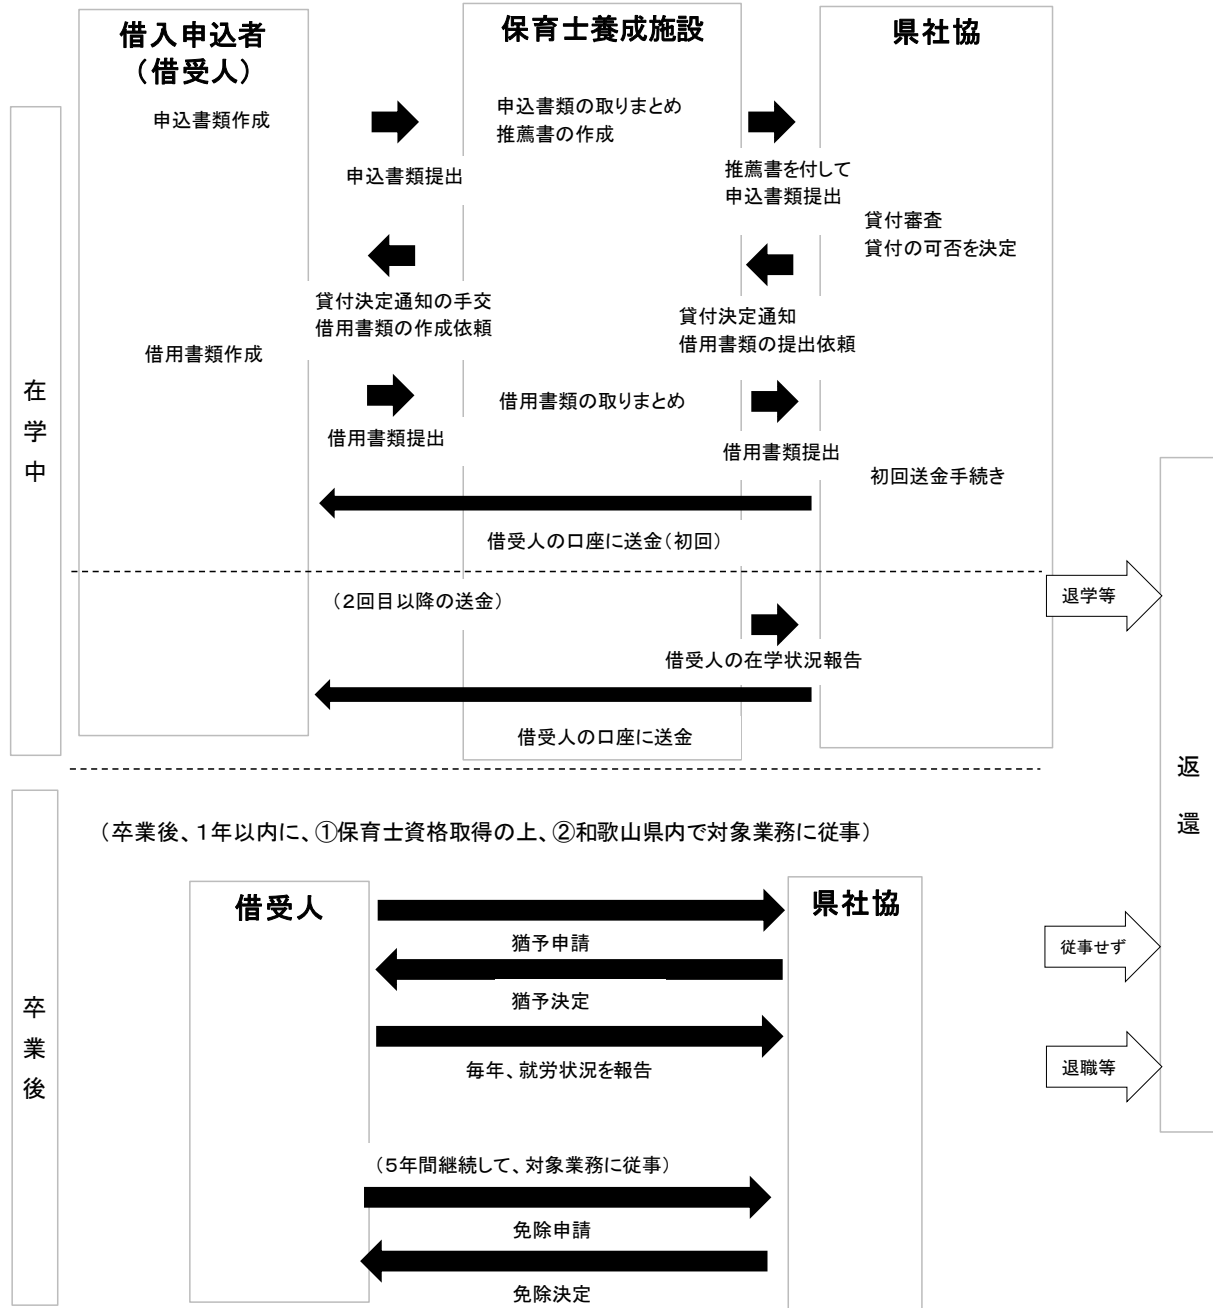 借入申込者
（借受人）
保育士養成施設
県社協
在学中
申込書類作成
申込書類の取りまとめ
推薦書の作成
申込書類提出
推薦書を付して
申込書類提出
貸付審査
貸付の可否を決定
貸付決定通知の手交
借用書類の作成依頼
貸付決定通知
借用書類の提出依頼
借用書類作成
借用書類の取りまとめ
借用書類提出
借用書類提出
初回送金手続き
借受人の口座に送金（初回）
（２回目以降の送金）
退学等
借受人の在学状況報告
借受人の口座に送金
返還
卒業後
（卒業後、１年以内に、①保育士資格取得の上、②和歌山県内で対象業務に従事）
借受人
県社協
猶予申請
従事せず
猶予決定
毎年、就労状況を報告
退職等
（５年間継続して、対象業務に従事）
免除申請
免除決定